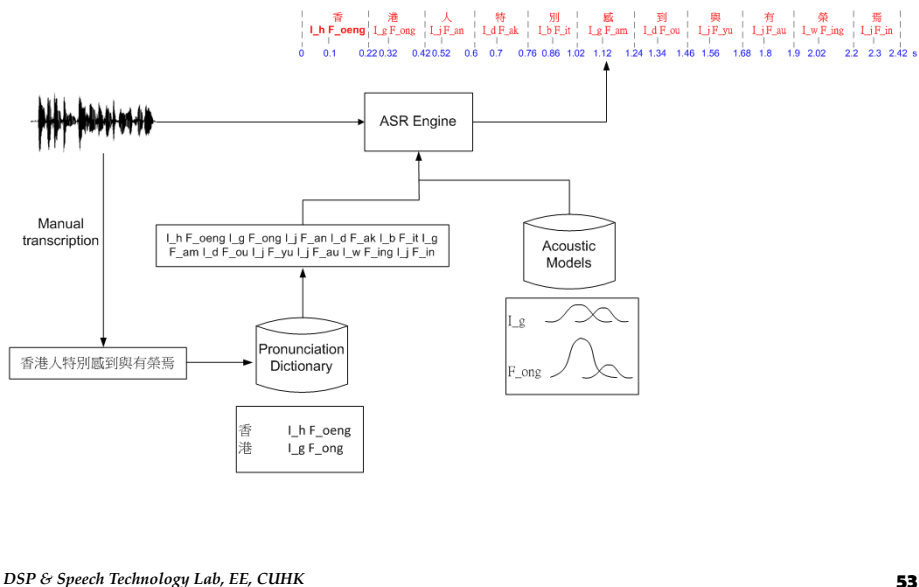 香 港 人 特 別 感 到 與 有 榮 焉
I_h F_oeng I_g F_ong I_j F_an I_d F_ak I_b F_it I_g F_am I_d F_ou I_j F_yu I_j F_au I_w F_ing I_j F_in
0 0.1 0.22 0.32 0.42 0.52 0.6 0.7 0.76 0.86 1.02 1.12 1.24 1.34 1.46 1.56 1.68 1.8 1.9 2.02 2.2 2.3 2.42 s
ASR Engine
Manual
transcription
I_h F_oeng I_g F_ong I_j F_an I_d F_ak I_b F_it I_g
F_am I_d F_ou I_j F_yu I_j F_au I_w F_ing I_j F_in
Acoustic
Models
I_g
F_ong
香港人特別感到與有榮焉
Pronunciation
Dictionary
香 I_h F_oeng
港 I_g F_ong
DSP & Speech Technology Lab, EE, CUHK
53